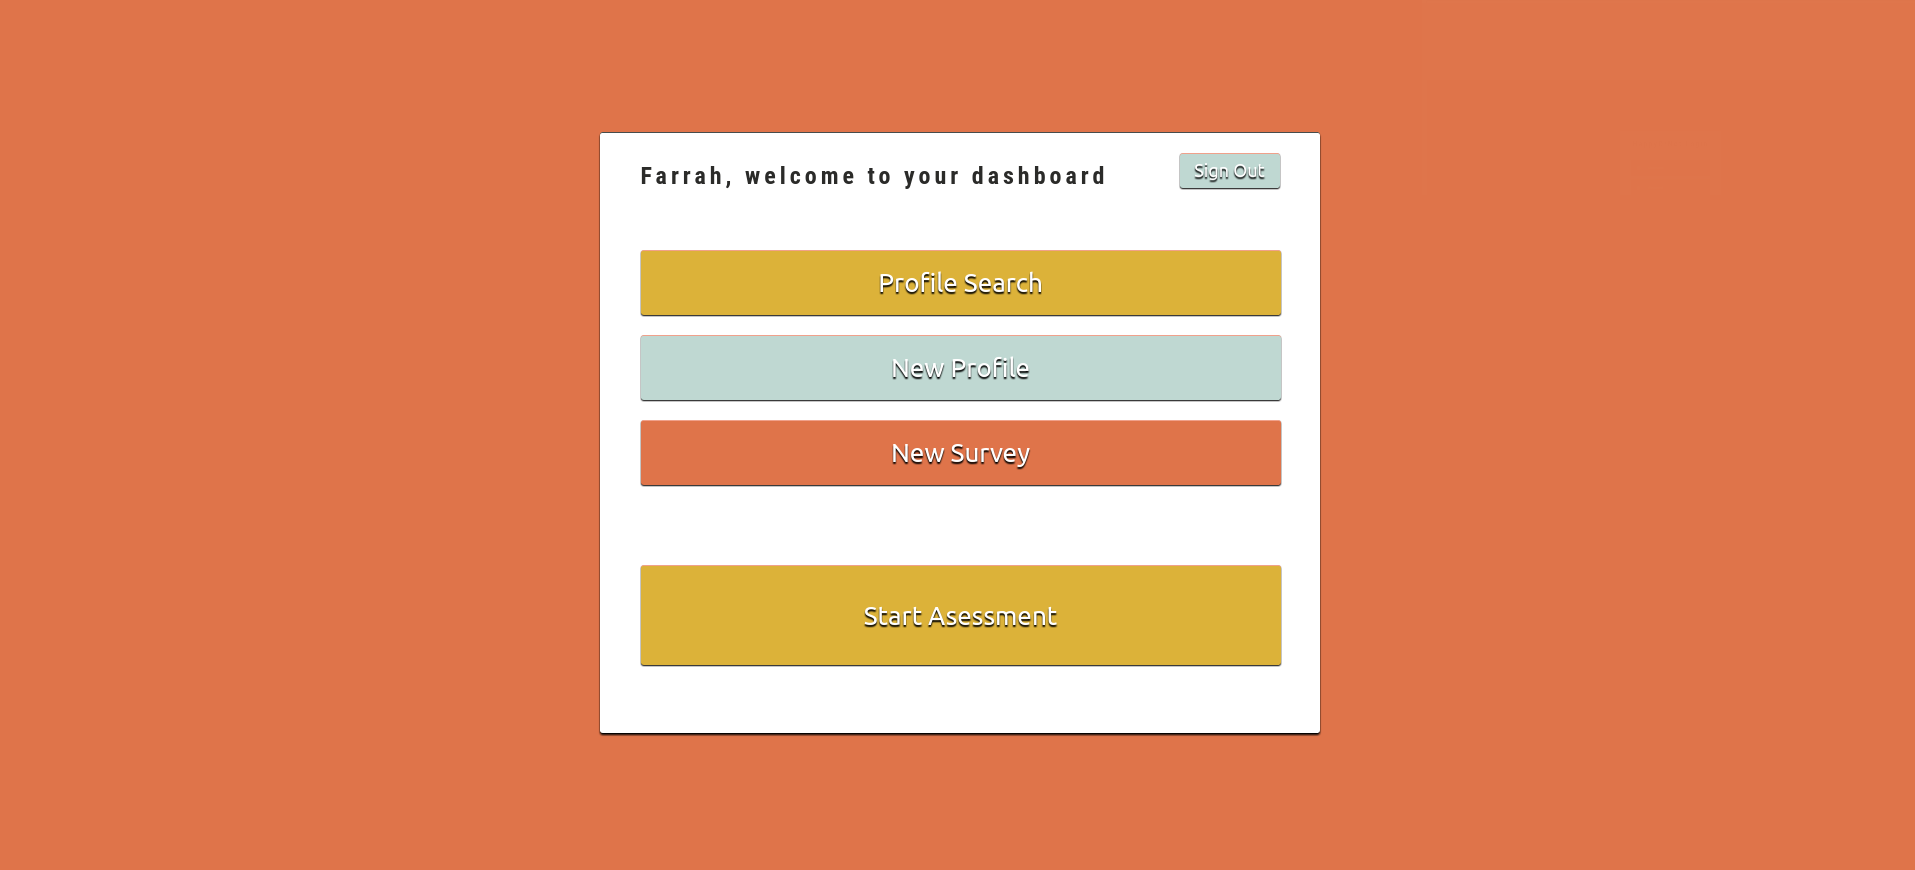 Farrah, welcome to your dashboard
Sign Out
Profile Search
New Profile
New Survey
Start Asessment